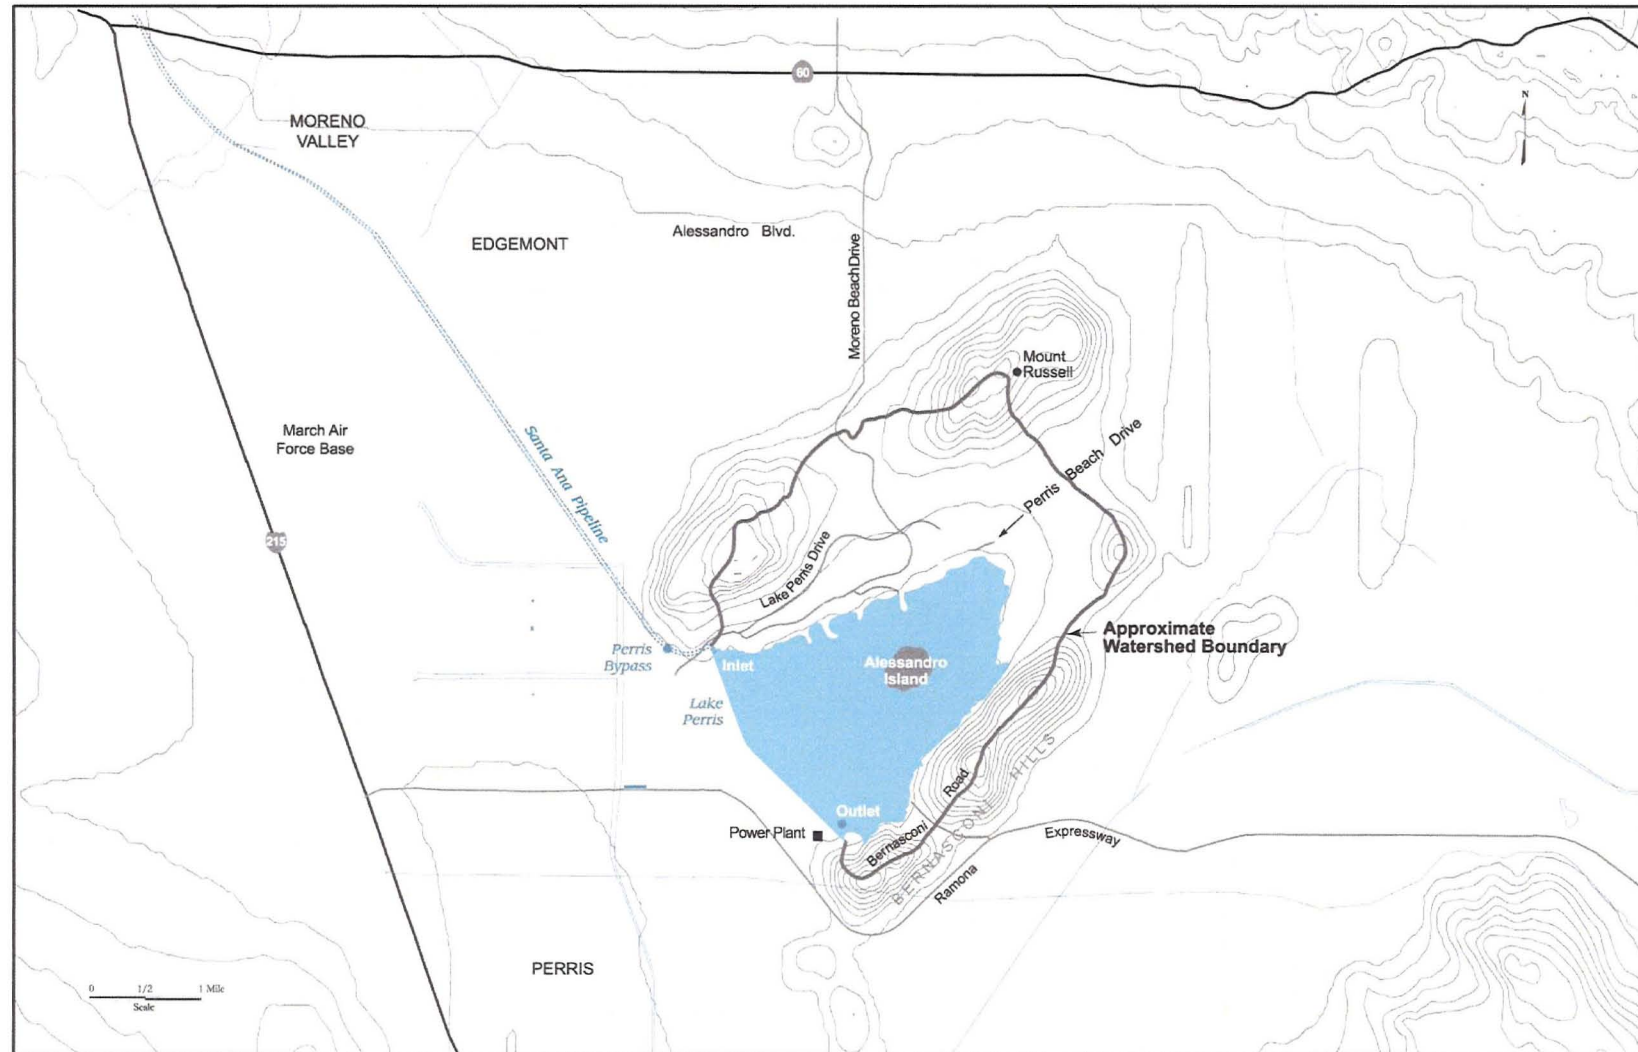 60
N
MORENO
VALLEY
EDGEMONT
Alessandro Blvd.
Moreno Beach Drive
Mount
Russell
March Air
Force Base
Santa Ana Pipeline
Perris Beach Drive
215
Lake Perris Drive
Approximate
Watershed Boundary
Perris
Bypass
Inlet
Alessandro
Island
Lake
Perris
BERNASCONI HILLS
Bernasconi Road
Outlet
Power Plant
Ramona Expressway
PERRIS
0 1/2 1 Mile
Scale